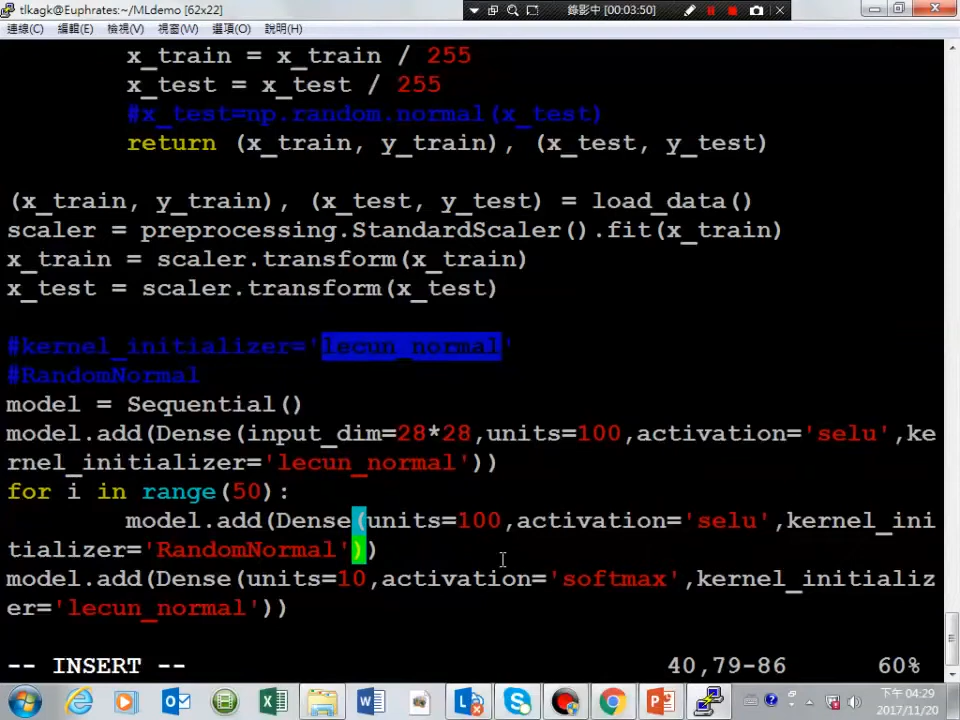 tlkagk@Euphrates:~/MLdemo [62x22]
錄影中 [00:03:50]
連線(C) 編輯(E) 檢視(V) 視窗(W) 選項(O) 說明(H)
x_train = x_train / 255
x_test = x_test / 255
#x_test=np.random.normal(x_test)
return (x_train, y_train), (x_test, y_test)
(x_train, y_train), (x_test, y_test) = load_data()
scaler = preprocessing.StandardScaler().fit(x_train)
x_train = scaler.transform(x_train)
x_test = scaler.transform(x_test)
#kernel_initializer='lecun_normal'
#RandomNormal
model = Sequential()
model.add(Dense(input_dim=28*28,units=100,activation='selu',ke
rnel_initializer='lecun_normal'))
for i in range(50):
model.add(Dense(units=100,activation='selu',kernel_ini
tializer='RandomNormal'))
model.add(Dense(units=10,activation='softmax',kernel_initializ
er='lecun_normal'))
-- INSERT -- 40,79-86 60%
下午 04:29
2017/11/20